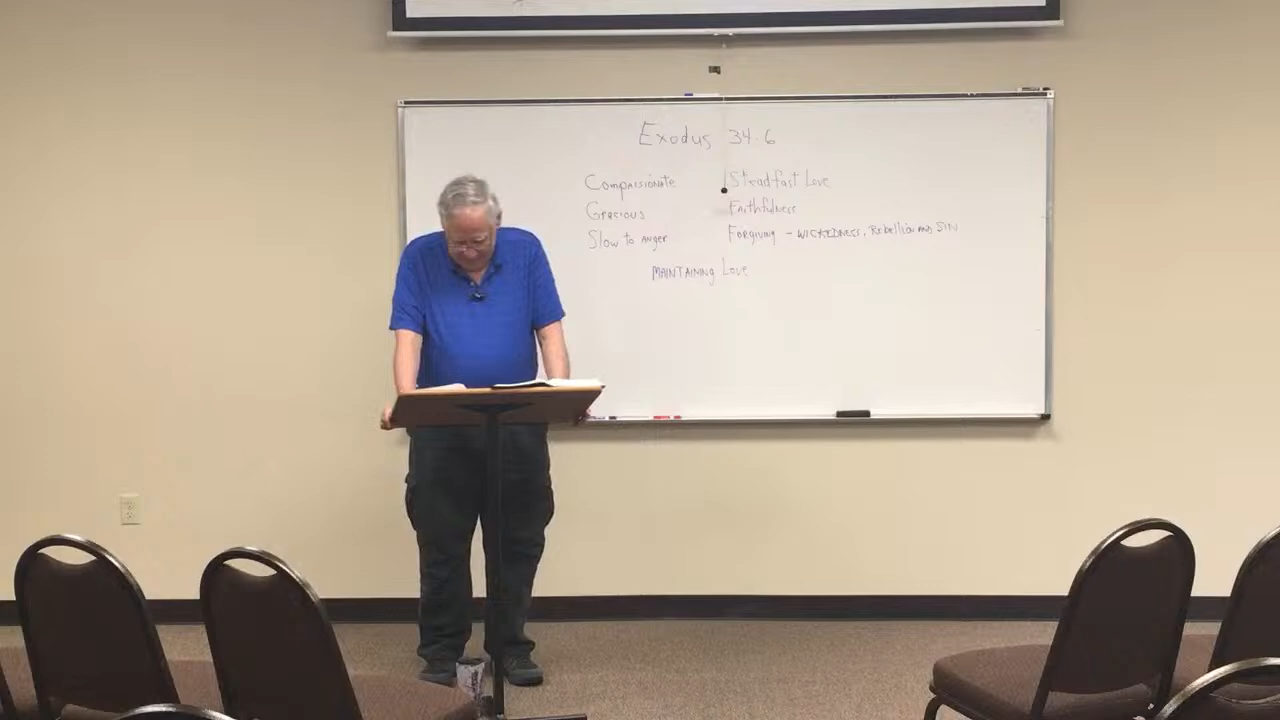 Exodus 34.6
Compassionate
Gracious
Slow to anger
Steadfast Love
Faithfulness
Forgiving - WICKEDNESS, Rebellion AND SIN
MAINTAINING Love